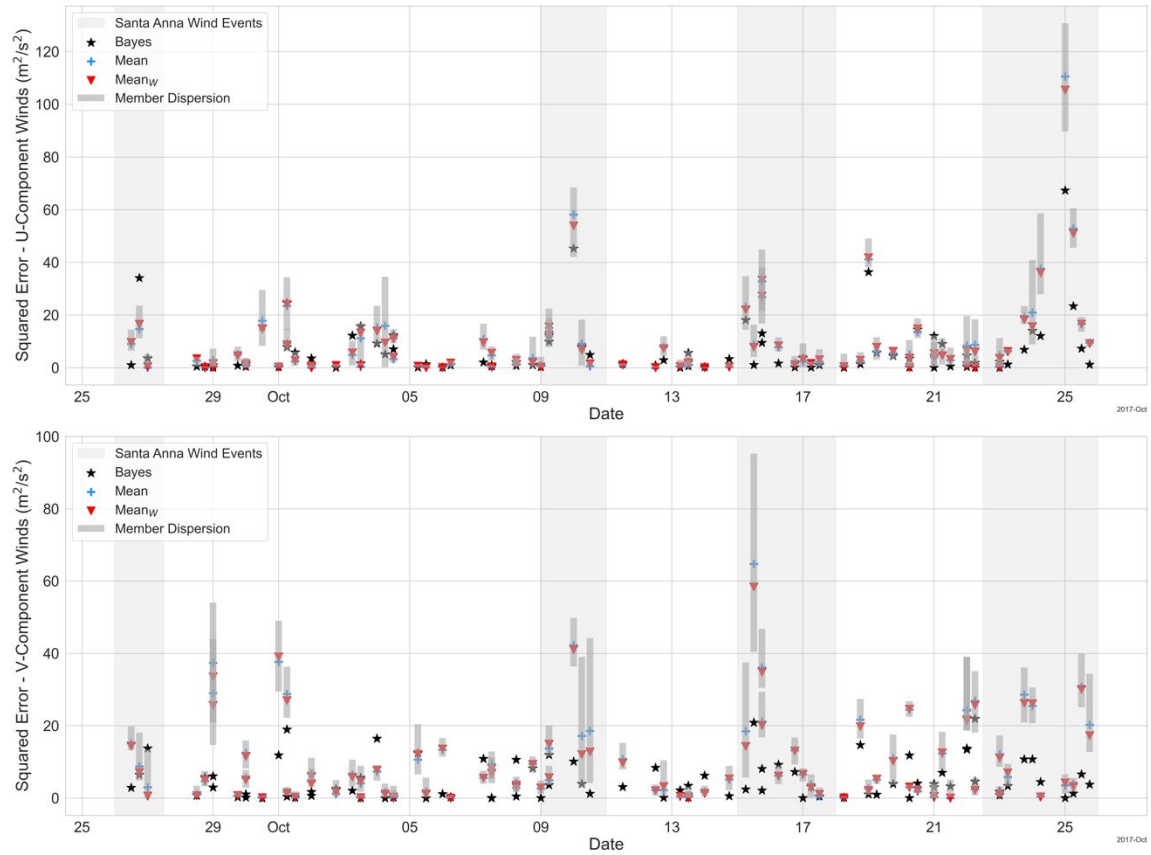 Squared Error - U-Component Winds (m²/s²)
120
100
80
60
40
20
0
Santa Anna Wind Events
Bayes
Mean
Mean_W
Member Dispersion
25
29
Oct
05
09
13
17
21
25
Date
2017-Oct
Squared Error - V-Component Winds (m²/s²)
100
80
60
40
20
0
Santa Anna Wind Events
Bayes
Mean
Mean_W
Member Dispersion
25
29
Oct
05
09
13
17
21
25
Date
2017-Oct